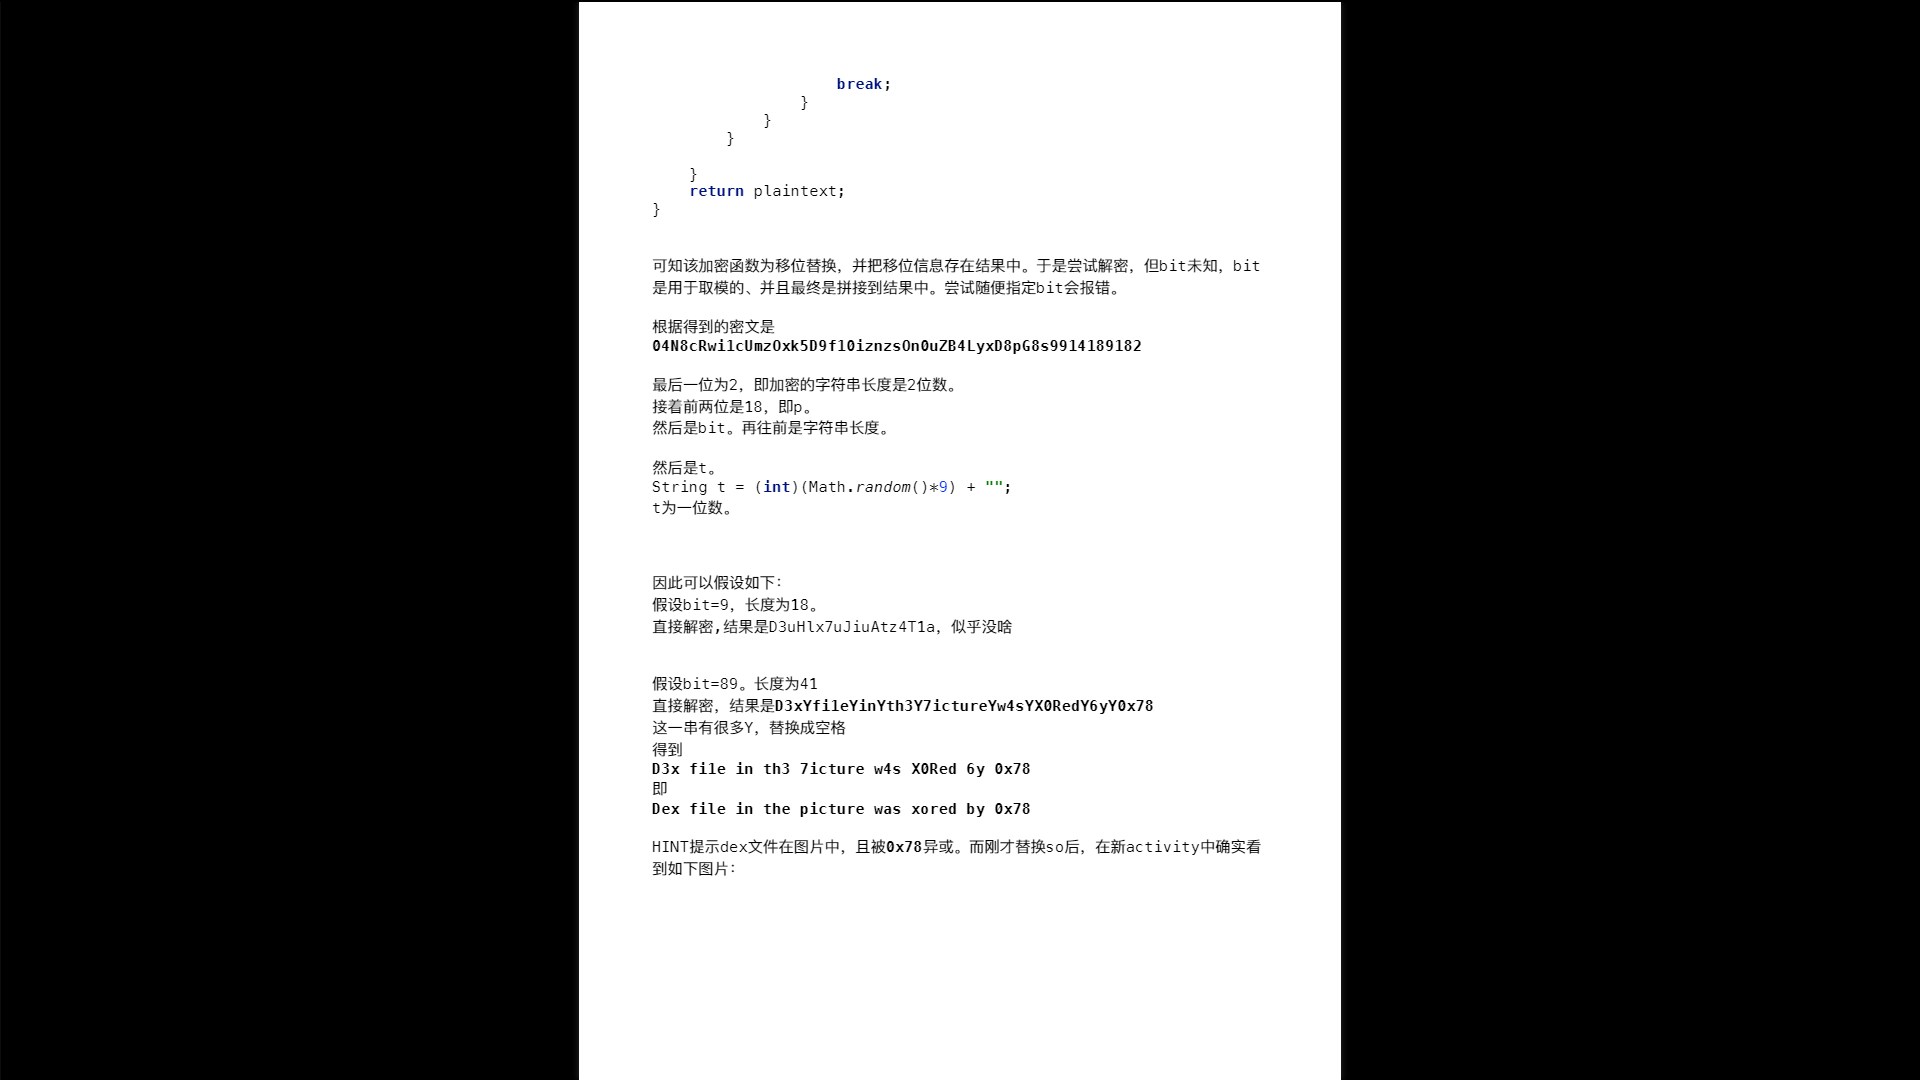 break;
}
}
}
}
return plaintext;
}
可知该加密函数为移位替换，并把移位信息存在结果中。于是尝试解密，但bit未知，bit
是用于取模的、并且最终是拼接到结果中。尝试随便指定bit会报错。
根据得到的密文是
04N8cRwi1cUmzOxk5D9f10iznzsOn0uZB4LyxD8pG8s9914189182
最后一位为2，即加密的字符串长度是2位数。
接着前两位是18，即p。
然后是bit。再往前是字符串长度。
然后是t。
String t = (int)(Math.random()*9) + "";
t为一位数。
因此可以假设如下：
假设bit=9，长度为18。
直接解密,结果是D3uHlx7uJiuAtz4T1a，似乎没啥
假设bit=89。长度为41
直接解密，结果是D3xYfi1eYinYth3Y7ictureYw4sYX0RedY6yY0x78
这一串有很多Y，替换成空格
得到
D3x fi1e in th3 7icture w4s X0Red 6y 0x78
即
Dex file in the picture was xored by 0x78
HINT提示dex文件在图片中，且被0x78异或。而刚才替换so后，在新activity中确实看
到如下图片：